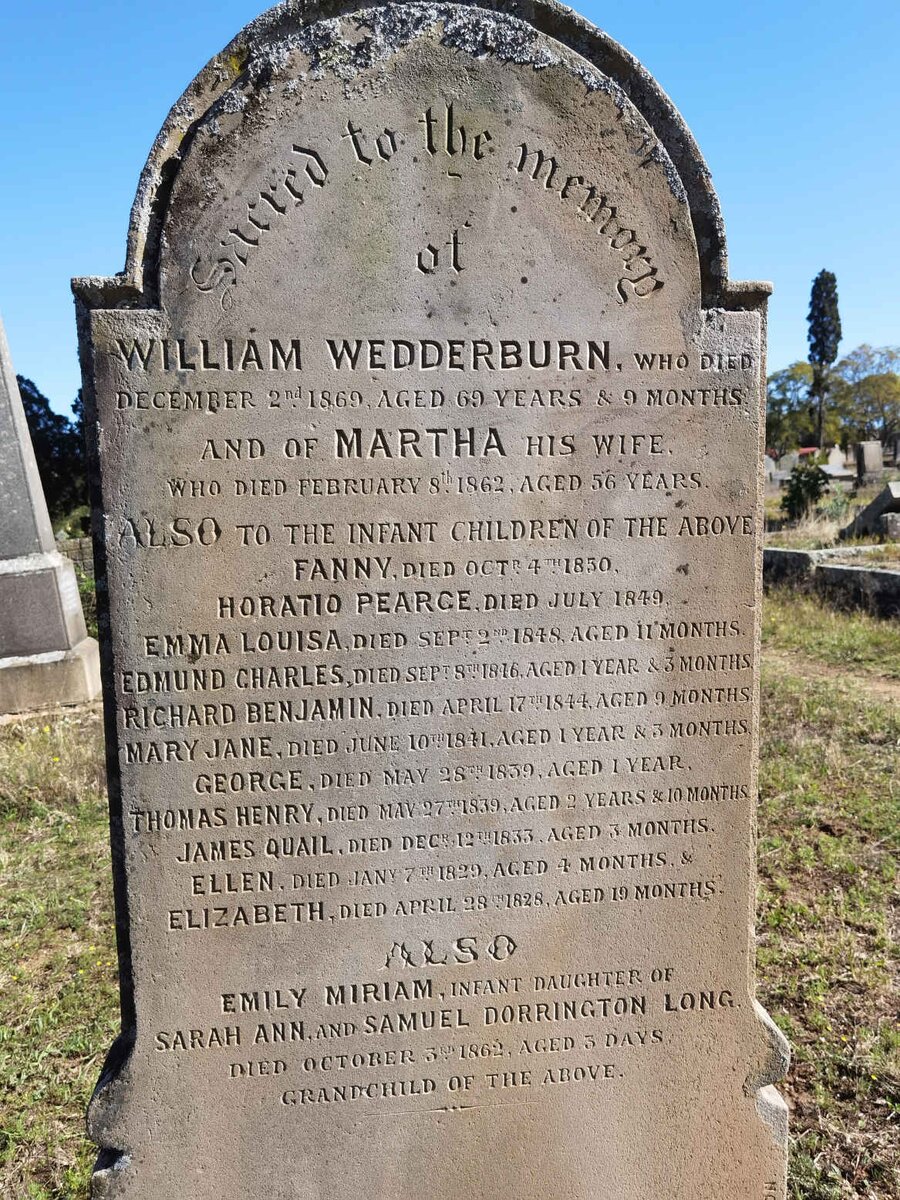 Sacred to the memory
of
WILLIAM WEDDERBURN, WHO DIED
DECEMBER 2nd 1869, AGED 69 YEARS & 9 MONTHS.
AND OF MARTHA HIS WIFE,
WHO DIED FEBRUARY 8th 1862, AGED 56 YEARS.
ALSO TO THE INFANT CHILDREN OF THE ABOVE
FANNY, DIED OCTR 4TH 1850.
HORATIO PEARCE, DIED JULY 1849,
EMMA LOUISA, DIED SEPT 2ND 1848, AGED 11 MONTHS.
EDMUND CHARLES, DIED SEPT 8TH 1846, AGED 1 YEAR & 3 MONTHS.
RICHARD BENJAMIN, DIED APRIL 17TH 1844, AGED 9 MONTHS.
MARY JANE, DIED JUNE 10TH 1841, AGED 1 YEAR & 3 MONTHS.
GEORGE, DIED MAY 28TH 1839, AGED 1 YEAR,
THOMAS HENRY, DIED MAY 27TH 1839, AGED 2 YEARS & 10 MONTHS.
JAMES QUAIL, DIED DECR 12TH 1833, AGED 3 MONTHS.
ELLEN, DIED JANY 7TH 1829, AGED 4 MONTHS, &
ELIZABETH, DIED APRIL 28TH 1828, AGED 19 MONTHS.
ALSO
EMILY MIRIAM, INFANT DAUGHTER OF
SARAH ANN, AND SAMUEL DORRINGTON LONG,
DIED OCTOBER 3RD 1862, AGED 3 DAYS,
GRANDCHILD OF THE ABOVE.